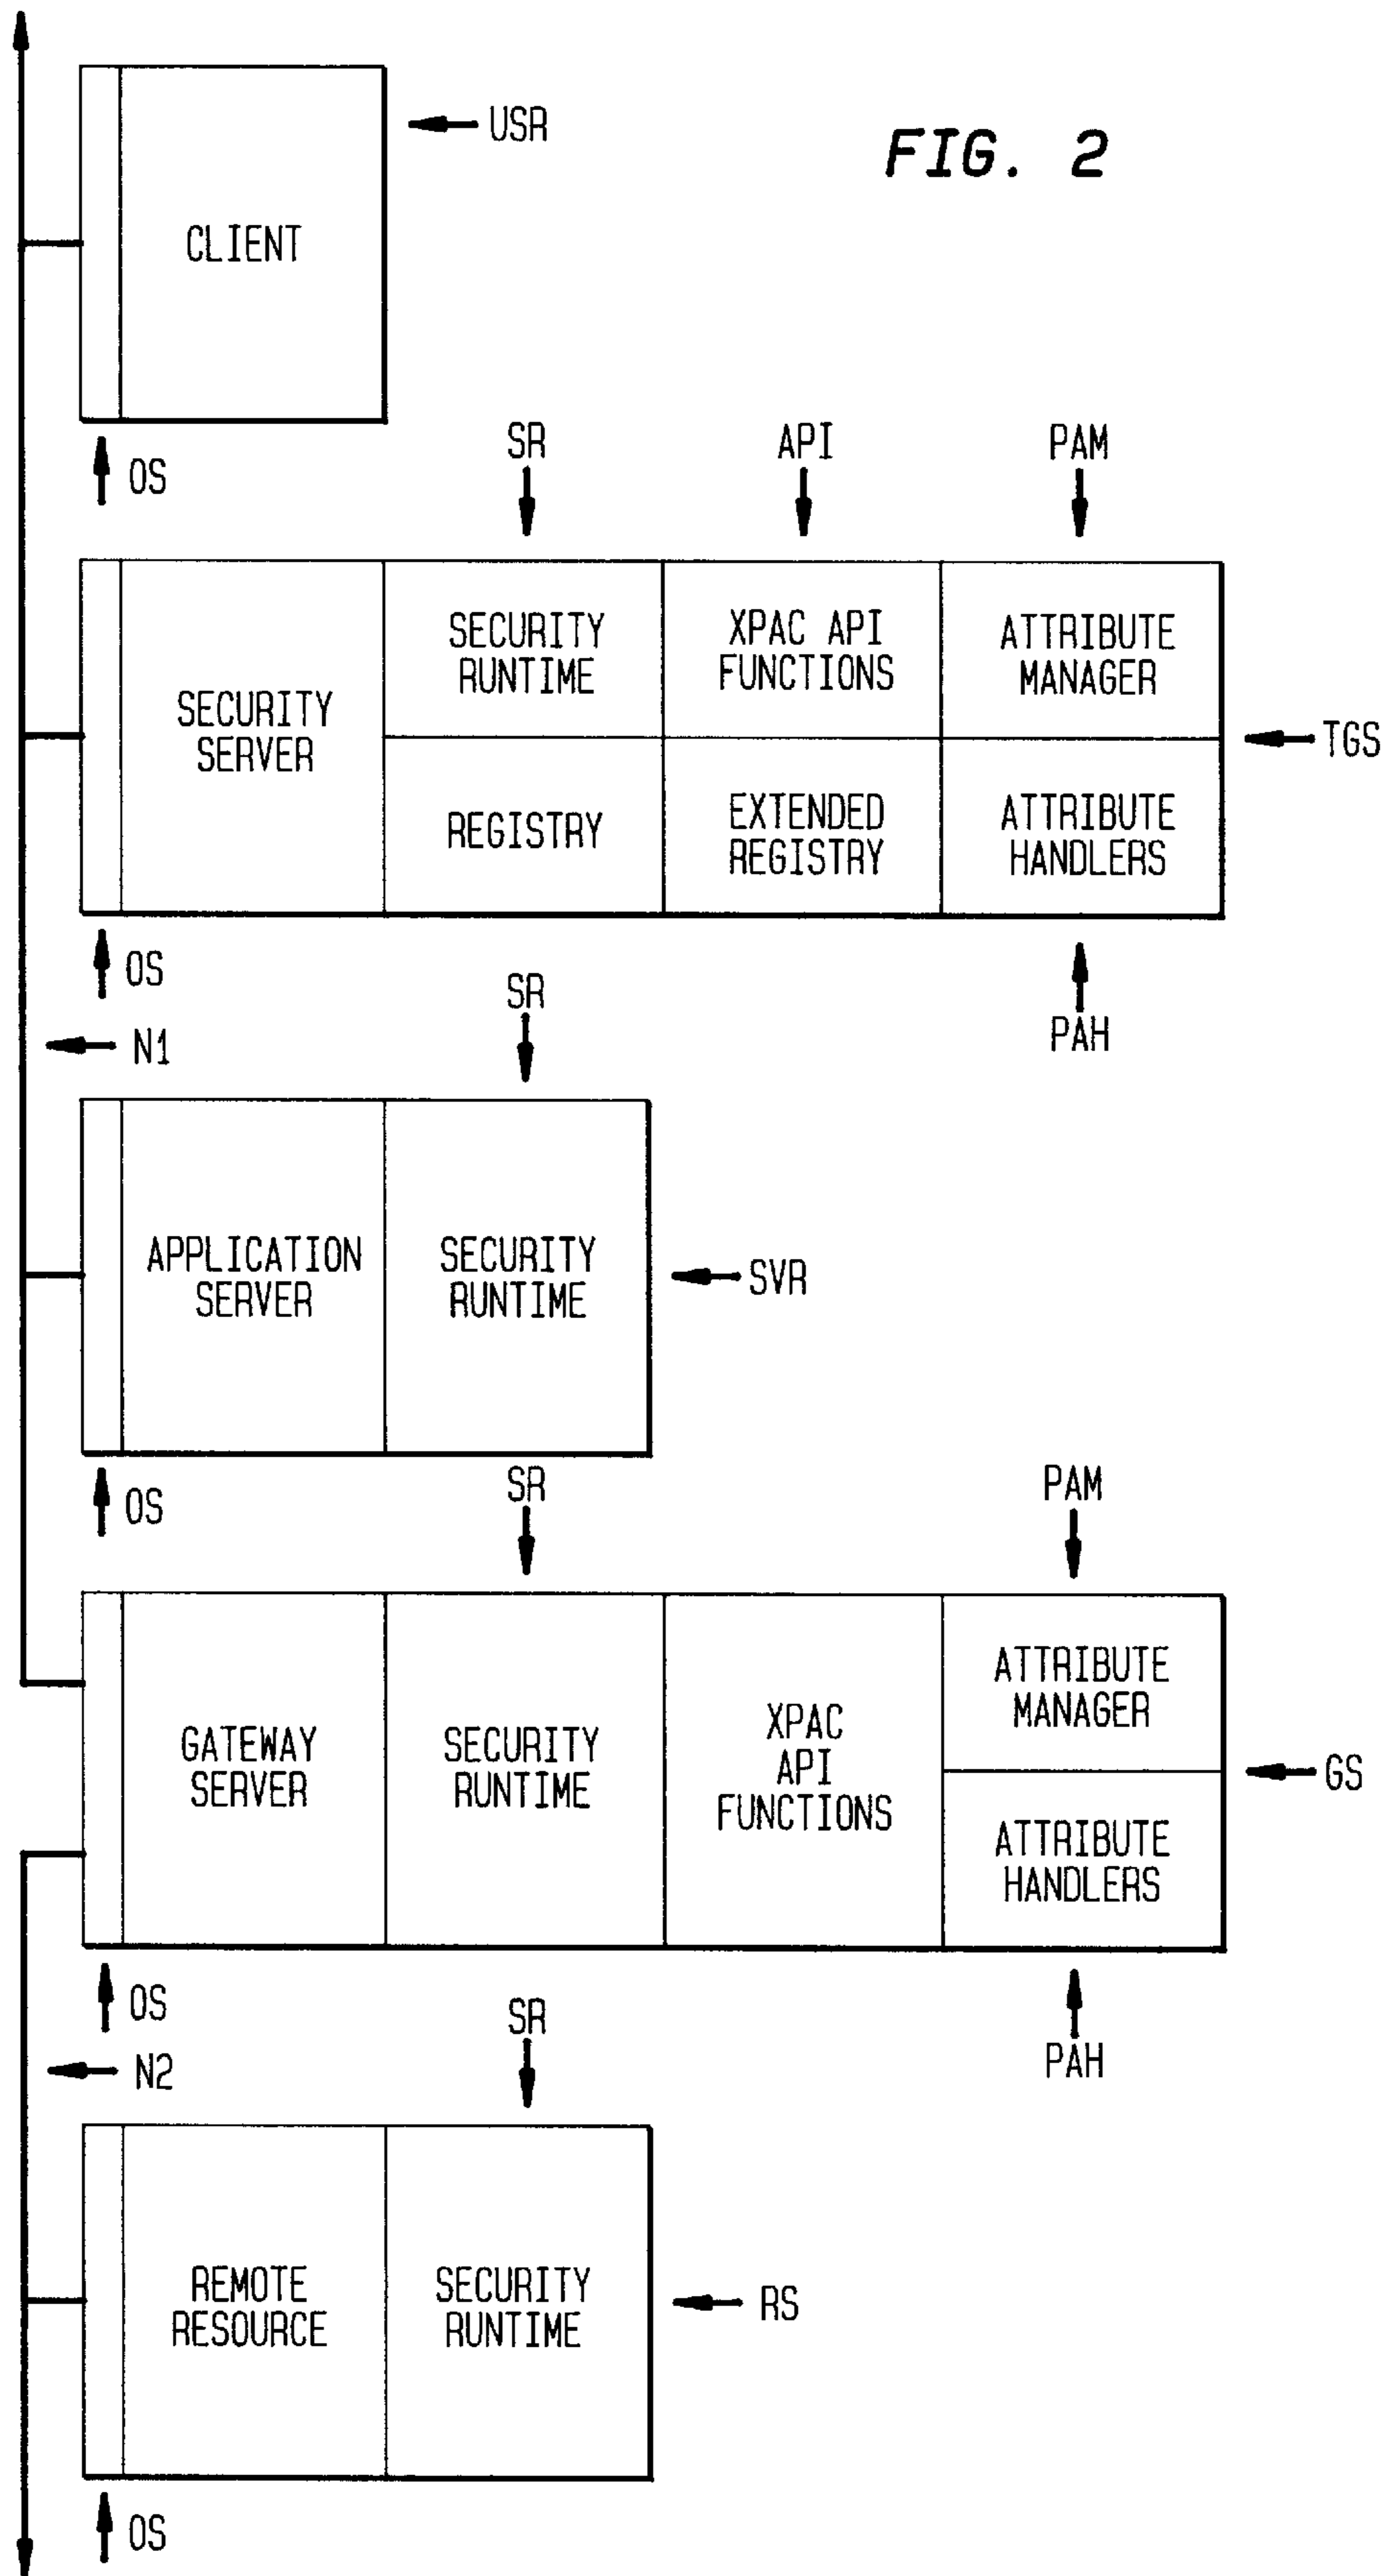 USR
FIG. 2
CLIENT
OS
SR
API
PAM
SECURITY
RUNTIME
XPAC API
FUNCTIONS
ATTRIBUTE
MANAGER
SECURITY
SERVER
TGS
REGISTRY
EXTENDED
REGISTRY
ATTRIBUTE
HANDLERS
OS
SR
N1
PAH
APPLICATION
SERVER
SECURITY
RUNTIME
SVR
OS
SR
PAM
ATTRIBUTE
MANAGER
GATEWAY
SERVER
SECURITY
RUNTIME
XPAC
API
FUNCTIONS
GS
ATTRIBUTE
HANDLERS
OS
SR
N2
PAH
REMOTE
RESOURCE
SECURITY
RUNTIME
RS
OS